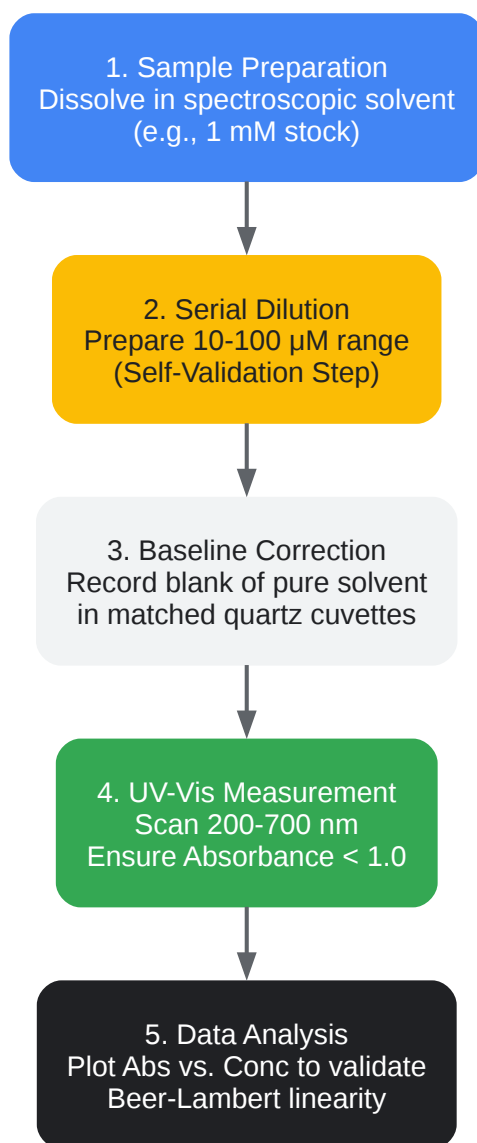 1. Sample Preparation
Dissolve in spectroscopic solvent
(e.g., 1 mM stock)
2. Serial Dilution
Prepare 10-100 μM range
(Self-Validation Step)
3. Baseline Correction
Record blank of pure solvent
in matched quartz cuvettes
4. UV-Vis Measurement
Scan 200-700 nm
Ensure Absorbance < 1.0
5. Data Analysis
Plot Abs vs. Conc to validate
Beer-Lambert linearity